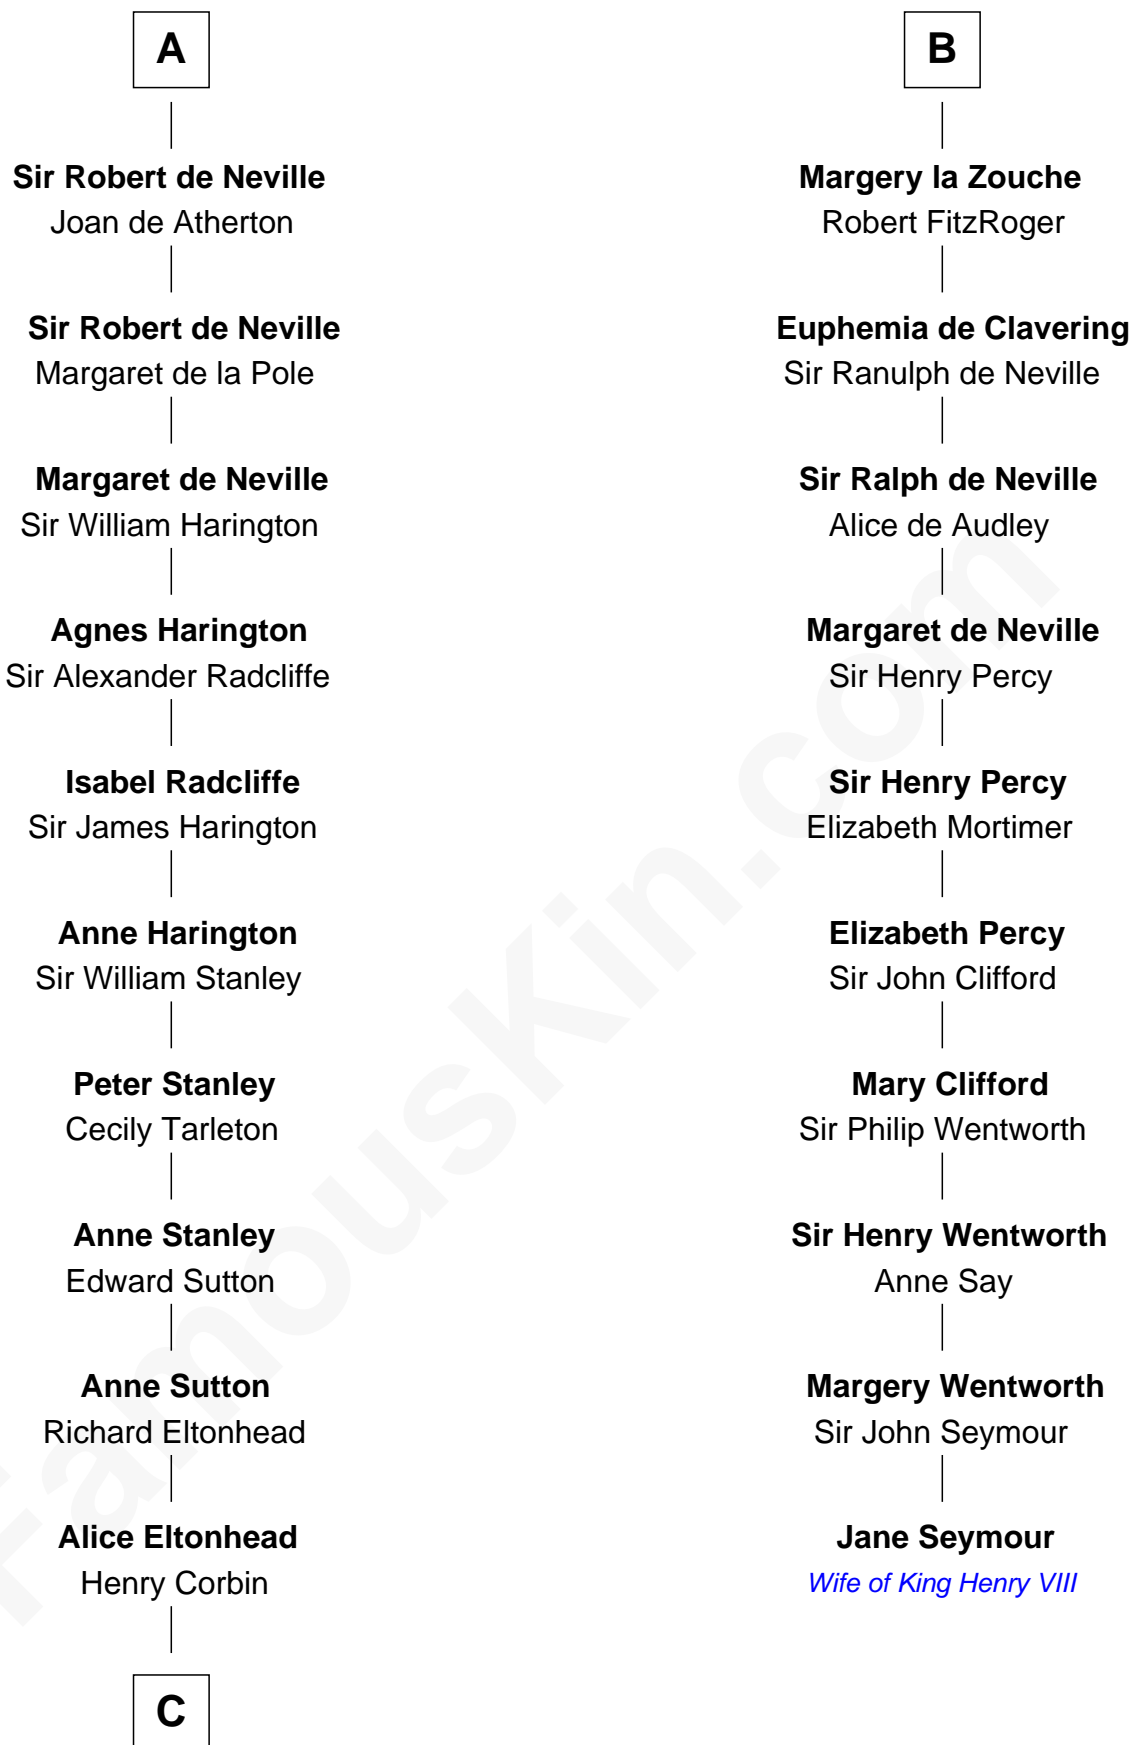 A
Sir Robert de Neville
Joan de Atherton
Sir Robert de Neville
Margaret de la Pole
Margaret de Neville
Sir William Harington
Agnes Harington
Sir Alexander Radcliffe
Isabel Radcliffe
Sir James Harington
Anne Harington
Sir William Stanley
Peter Stanley
Cecily Tarleton
Anne Stanley
Edward Sutton
Anne Sutton
Richard Eltonhead
Alice Eltonhead
Henry Corbin
C
B
Margery la Zouche
Robert FitzRoger
Euphemia de Clavering
Sir Ranulph de Neville
Sir Ralph de Neville
Alice de Audley
Margaret de Neville
Sir Henry Percy
Sir Henry Percy
Elizabeth Mortimer
Elizabeth Percy
Sir John Clifford
Mary Clifford
Sir Philip Wentworth
Sir Henry Wentworth
Anne Say
Margery Wentworth
Sir John Seymour
Jane Seymour
Wife of King Henry VIII
FamousKin.com